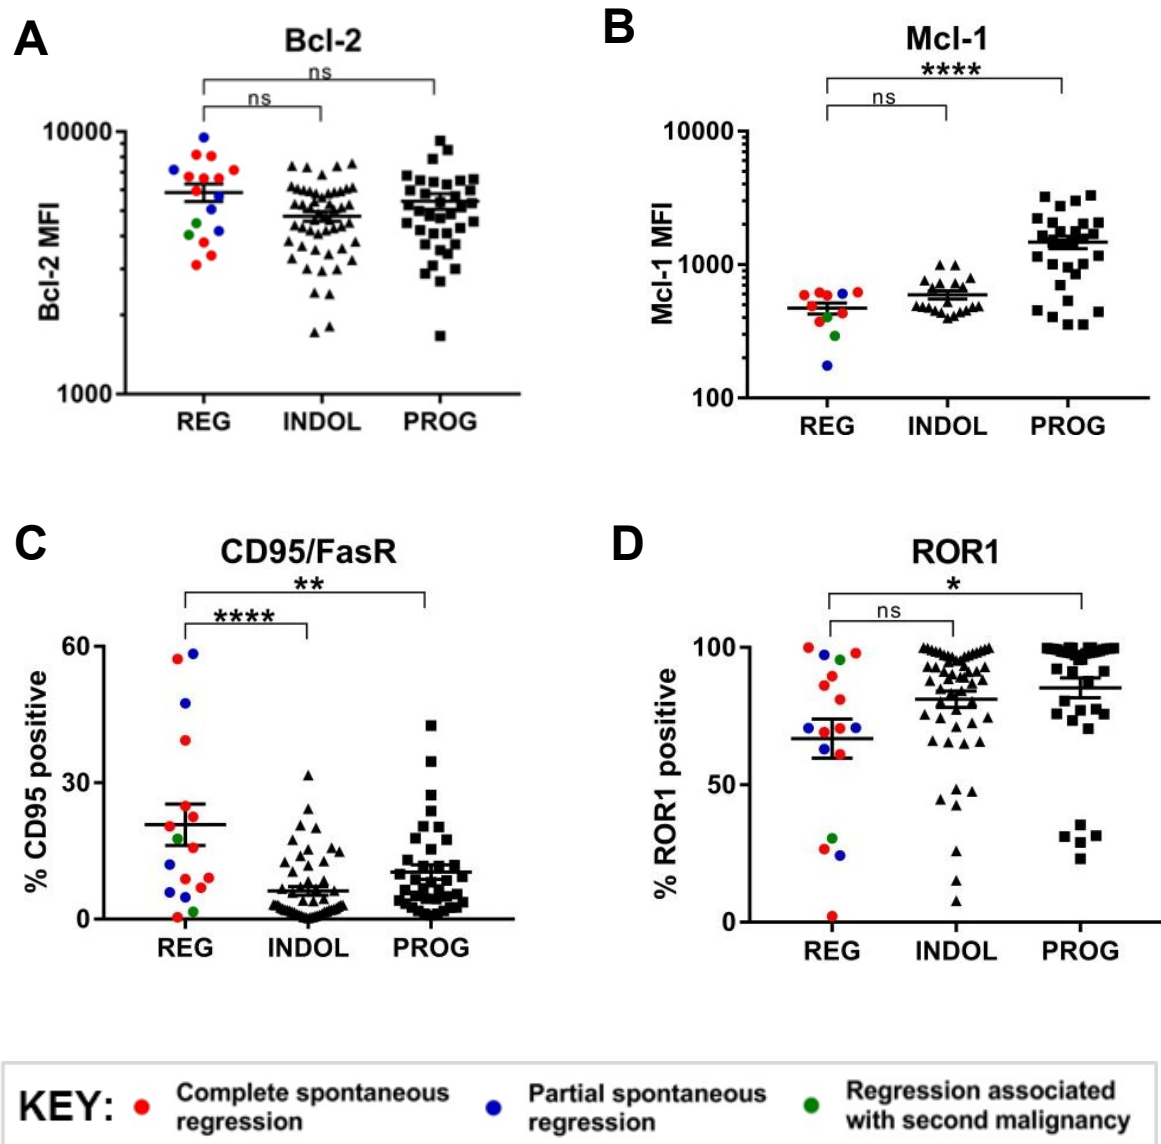 A
Bcl-2
ns
ns
10000
1000
Bcl-2 MFI
REG INDOL PROG
B
Mcl-1
****
ns
10000
1000
100
Mcl-1 MFI
REG INDOL PROG
C
CD95/FasR
**
****
60
30
0
% CD95 positive
REG INDOL PROG
D
ROR1
*
ns
100
50
0
% ROR1 positive
REG INDOL PROG
KEY:
Complete spontaneous
regression
Partial spontaneous
regression
Regression associated
with second malignancy